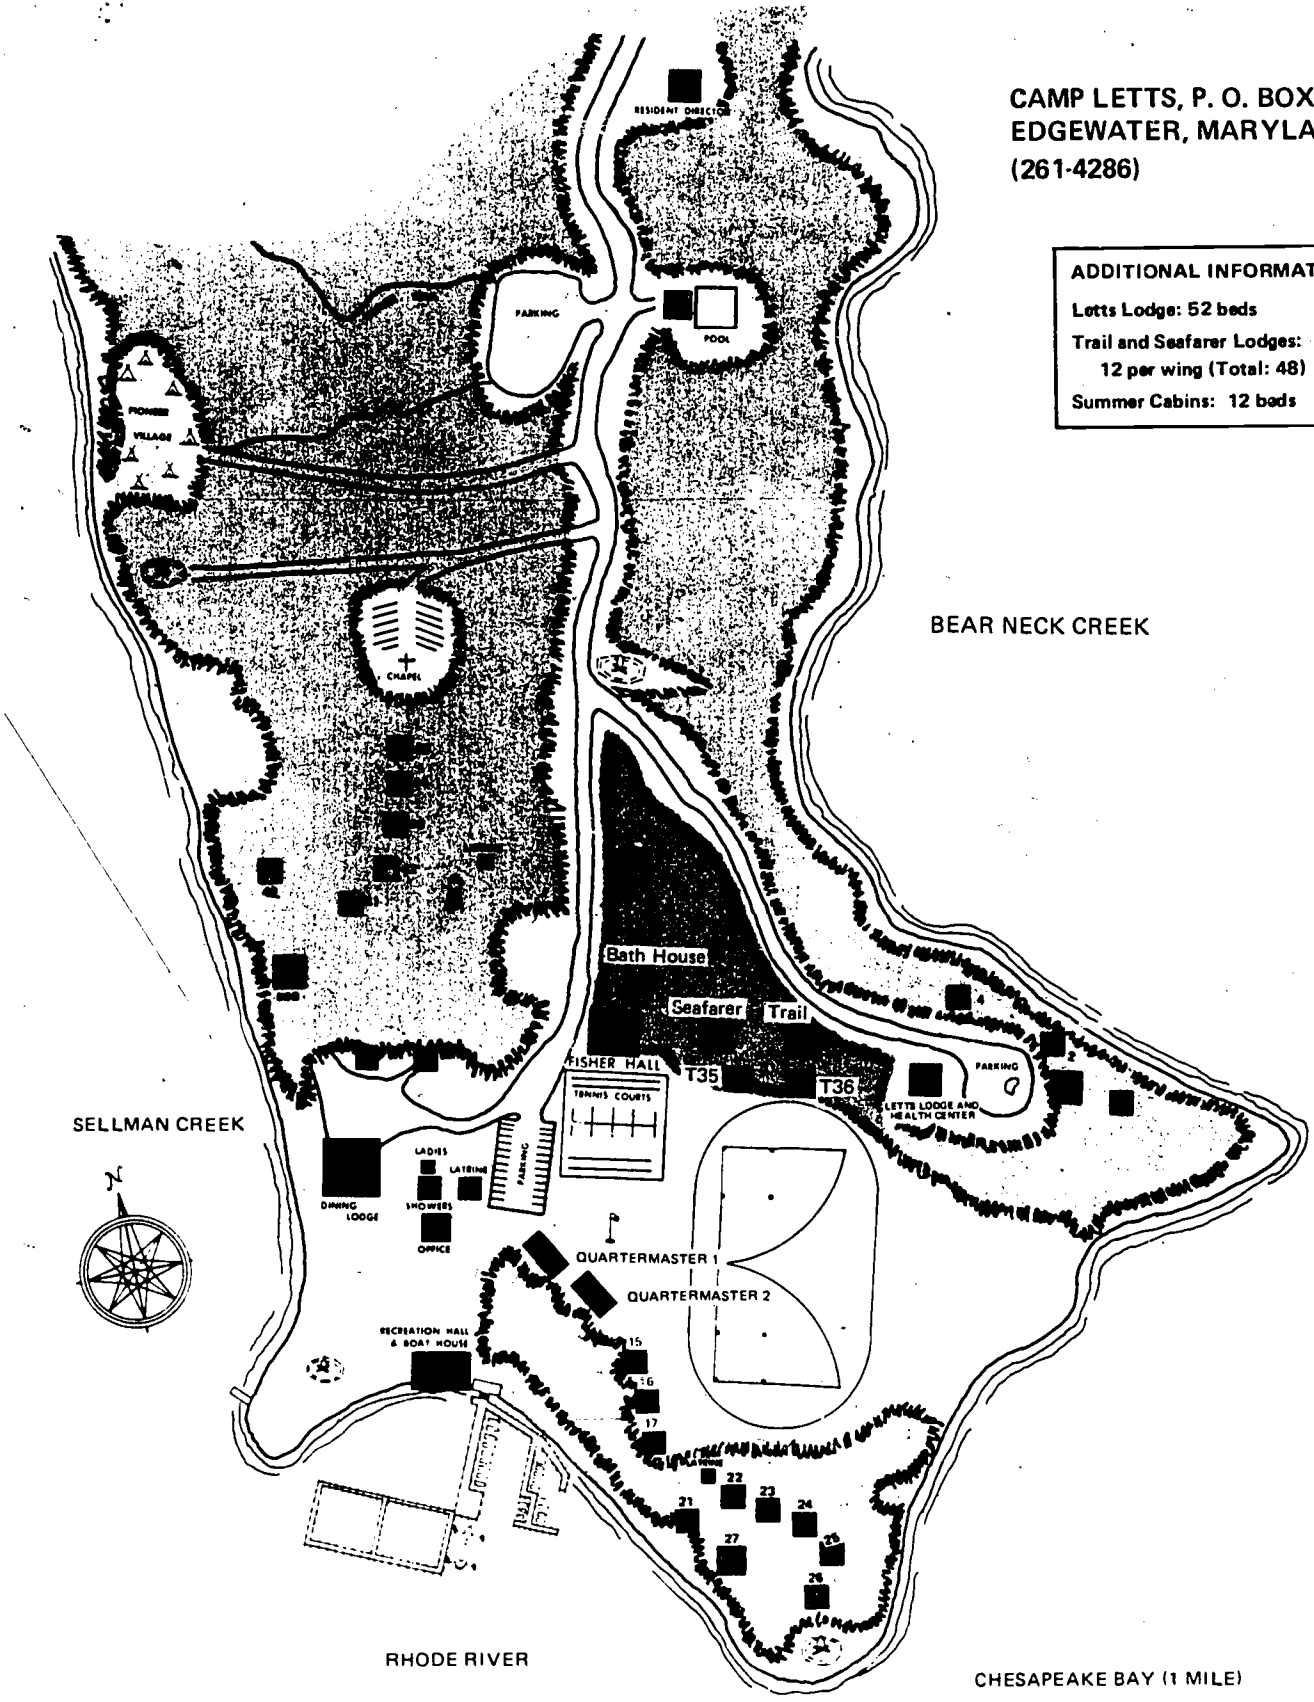 CAMP LETTS, P. O. BOX
EDGEWATER, MARYLA
(261-4286)
RESIDENT DIRECTOR
ADDITIONAL INFORMAT
Letts Lodge: 52 beds
Trail and Seafarer Lodges:
12 per wing (Total: 48)
Summer Cabins: 12 beds
PARKING
POOL
PIONEER
VILLAGE
BEAR NECK CREEK
CHAPEL
Bath House
Seafarer
Trail
4
2
FISHER HALL
T35
T36
PARKING
TENNIS COURTS
LETTS LODGE AND
HEALTH CENTER
SELLMAN CREEK
N
LADIES
LATRINE
PARKING
DINING
LODGE
SHOWERS
OFFICE
QUARTERMASTER 1
QUARTERMASTER 2
RECREATION HALL
& BOAT HOUSE
15
16
17
LATRINE
22
23
24
21
25
27
26
RHODE RIVER
CHESAPEAKE BAY (1 MILE)